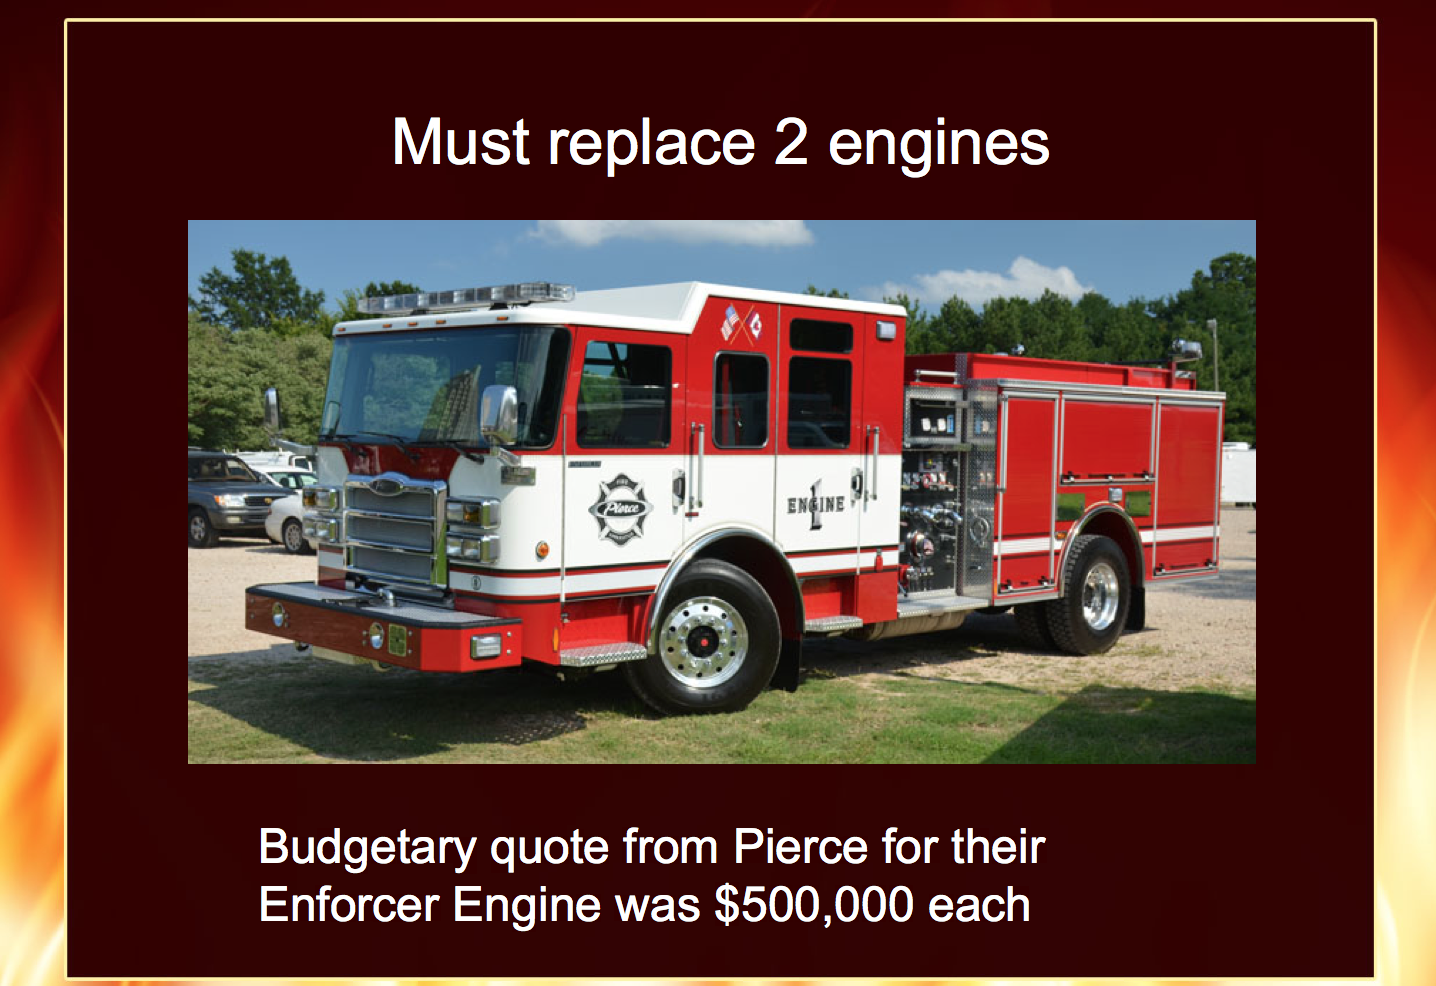 Must replace 2 engines
FIRE
Pierce
ENGINE 1
Budgetary quote from Pierce for their
Enforcer Engine was $500,000 each